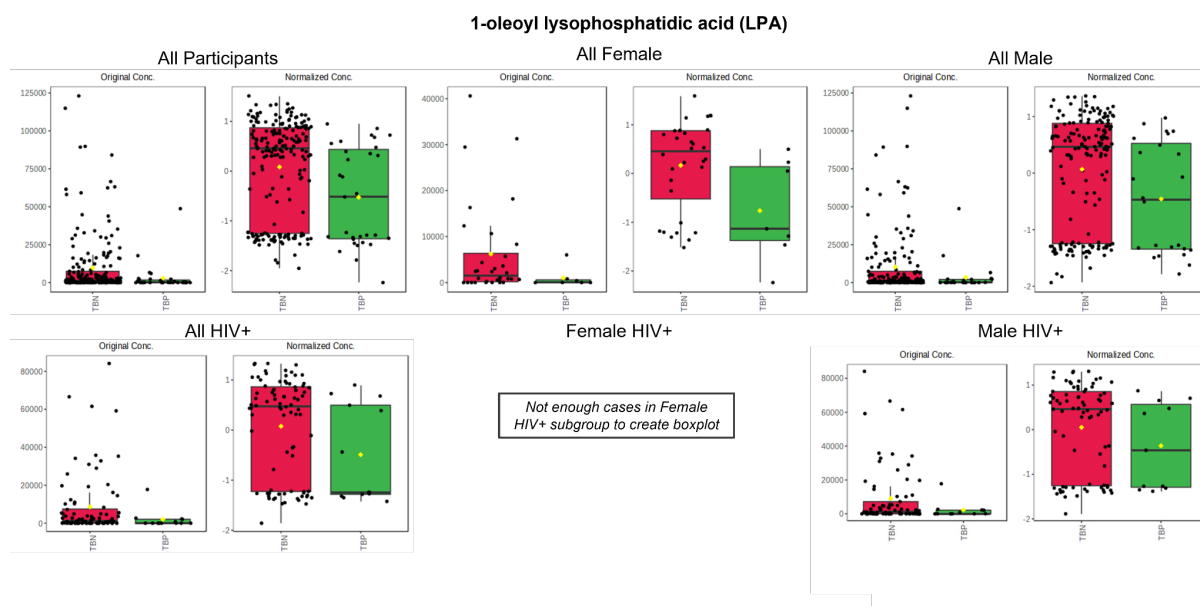 1-oleoyl lysophosphatidic acid (LPA)
All Participants
All Female
All Male
Original Conc.
Normalized Conc.
Original Conc.
Normalized Conc.
Original Conc.
Normalized Conc.
125000
100000
75000
50000
25000
0
1
0
-1
-2
40000
30000
20000
10000
0
1
0
-1
-2
125000
100000
75000
50000
25000
0
1
0
-1
-2
TBN
TBP
TBN
TBP
TBN
TBP
TBN
TBP
TBN
TBP
TBN
TBP
All HIV+
Female HIV+
Male HIV+
Original Conc.
Normalized Conc.
Original Conc.
Normalized Conc.
80000
60000
40000
20000
0
1
0
-1
-2
Not enough cases in Female
HIV+ subgroup to create boxplot
80000
60000
40000
20000
0
1
0
-1
-2
TBN
TBP
TBN
TBP
TBN
TBP
TBN
TBP